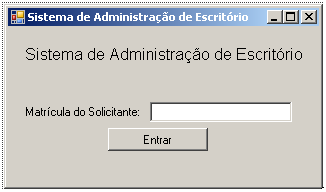 Sistema de Administração de Escritório
Sistema de Administração de Escritório
Matrícula do Solicitante:
Entrar